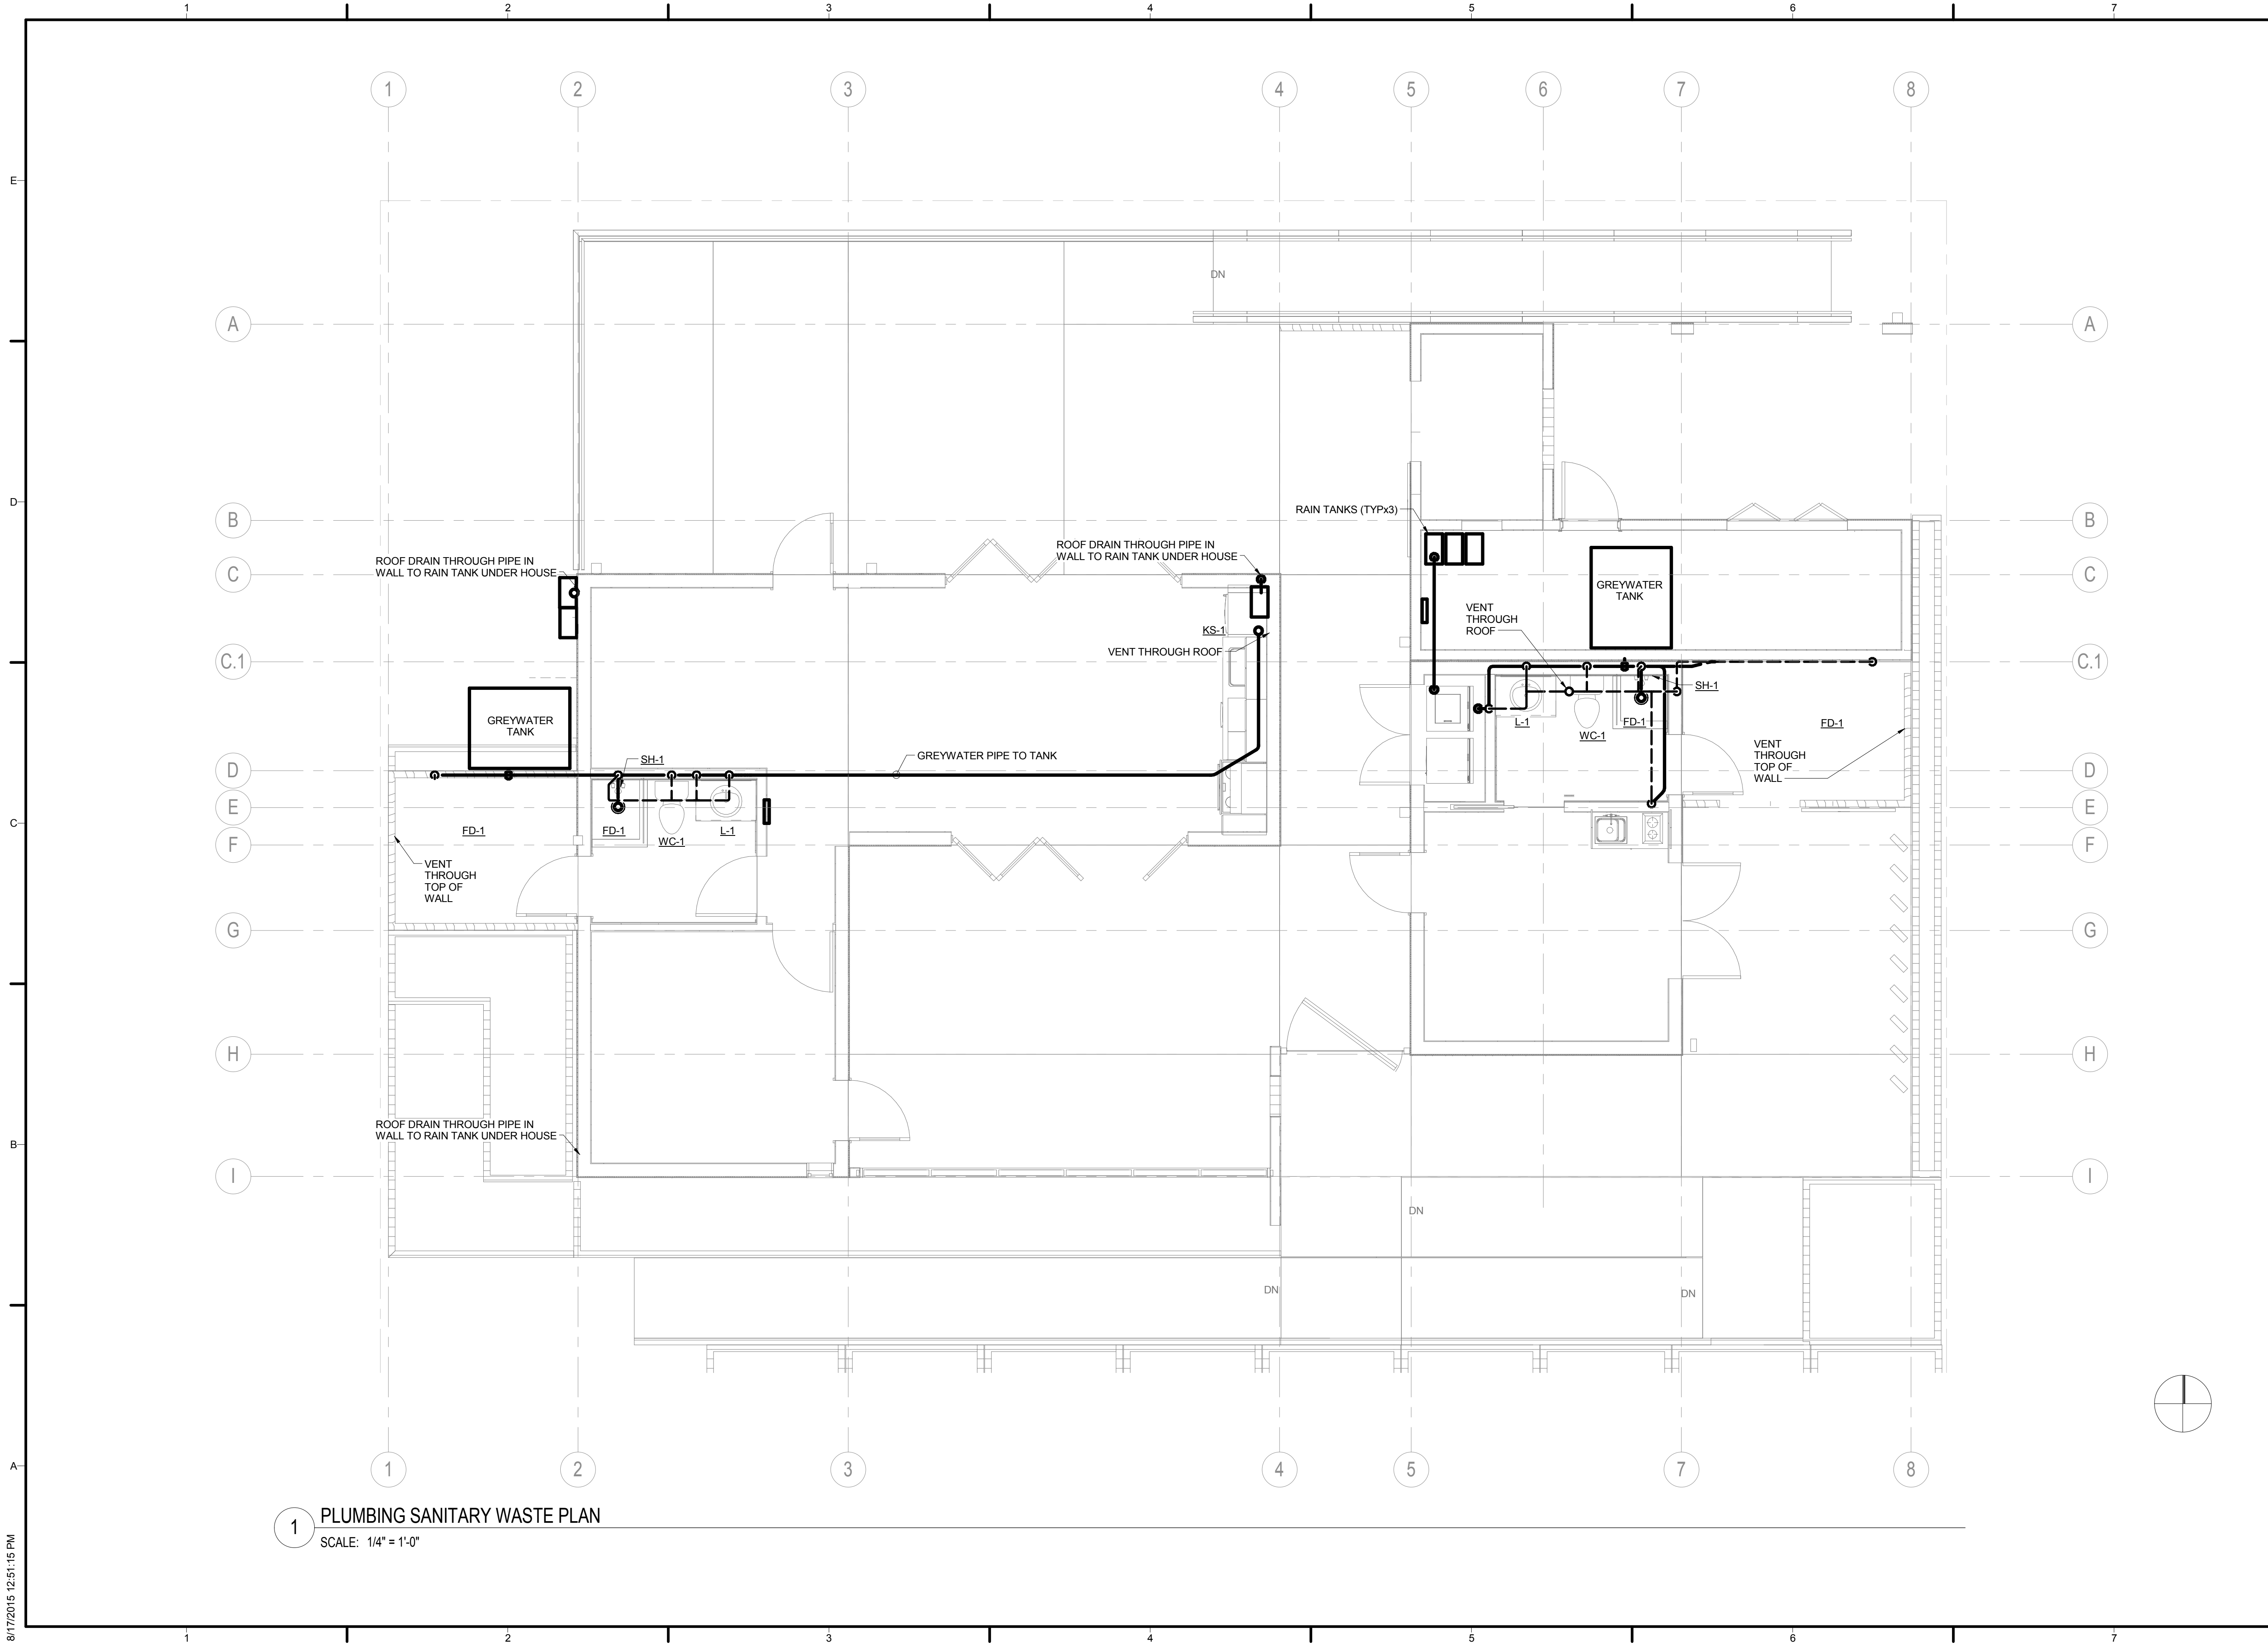 1 2 3 4 5 6 7
1 2 3 4 5 6 7 8
E
DN
A A
D
RAIN TANKS (TYPx3)
B B
ROOF DRAIN THROUGH PIPE IN
WALL TO RAIN TANK UNDER HOUSE
ROOF DRAIN THROUGH PIPE IN
WALL TO RAIN TANK UNDER HOUSE
C C
GREYWATER
TANK
VENT
THROUGH
ROOF
KS-1
VENT THROUGH ROOF
C.1 C.1
SH-1
GREYWATER
TANK
L-1
WC-1
FD-1
FD-1
VENT
THROUGH
TOP OF
WALL
GREYWATER PIPE TO TANK
SH-1
D D
E E
C
FD-1
FD-1
WC-1
L-1
F F
VENT
THROUGH
TOP OF
WALL
G G
H H
ROOF DRAIN THROUGH PIPE IN
WALL TO RAIN TANK UNDER HOUSE
B
I I
DN
DN
DN
A
1 2 3 4 5 7 8
1 PLUMBING SANITARY WASTE PLAN
SCALE: 1/4" = 1'-0"
8/17/2015 12:51:15 PM
1 2 3 4 5 6 7